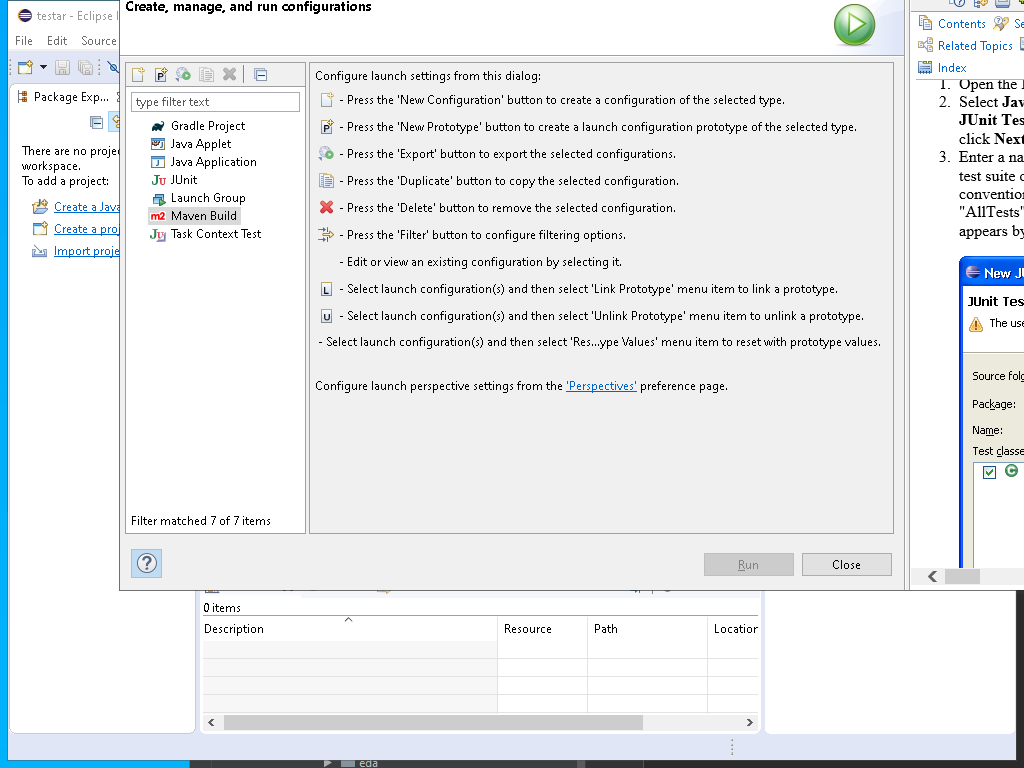 testar - Eclipse I
File Edit Source
Package Exp...
There are no proje
workspace.
To add a project:
Create a Java
Create a proj
Import proje
Create, manage, and run configurations
type filter text
Gradle Project
Java Applet
Java Application
JUnit
Launch Group
Maven Build
Task Context Test
Filter matched 7 of 7 items
Configure launch settings from this dialog:
- Press the 'New Configuration' button to create a configuration of the selected type.
- Press the 'New Prototype' button to create a launch configuration prototype of the selected type.
- Press the 'Export' button to export the selected configurations.
- Press the 'Duplicate' button to copy the selected configuration.
- Press the 'Delete' button to remove the selected configuration.
- Press the 'Filter' button to configure filtering options.
- Edit or view an existing configuration by selecting it.
- Select launch configuration(s) and then select 'Link Prototype' menu item to link a prototype.
- Select launch configuration(s) and then select 'Unlink Prototype' menu item to unlink a prototype.
- Select launch configuration(s) and then select 'Res...ype Values' menu item to reset with prototype values.
Configure launch perspective settings from the 'Perspectives' preference page.
Run
Close
Contents Se
Related Topics
Index
1. Open the
2. Select Jav
JUnit Tes
click Next
3. Enter a na
test suite c
convention
"AllTests"
appears by
New JU
JUnit Tes
The use
Source folg
Package:
Name:
Test classe
0 items
Description Resource Path Location
eda